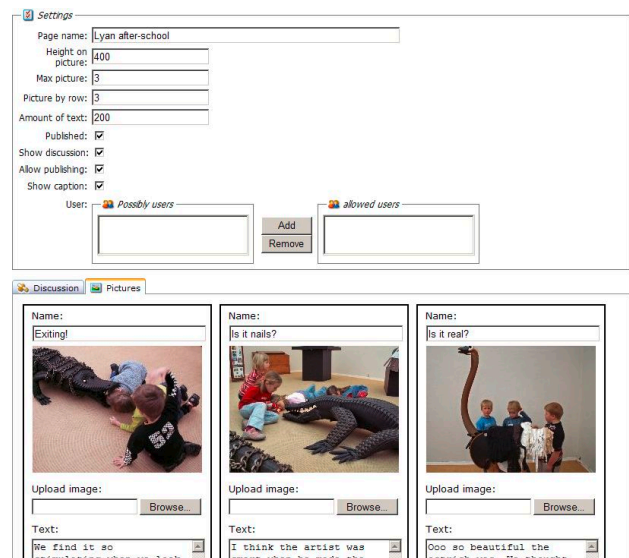 Settings
Page name: Lyan after-school
Height on
picture: 400
Max picture: 3
Picture by row: 3
Amount of text: 200
Published:
Show discussion:
Allow publishing:
Show caption:
User: Possibly users allowed users
Add
Remove
Discussion Pictures
Name: Name: Name:
Exiting! Is it nails? Is it real?
Upload image: Upload image: Upload image:
Browse... Browse... Browse...
Text: Text: Text:
We find it so I think the artist was Ooo so beautiful the